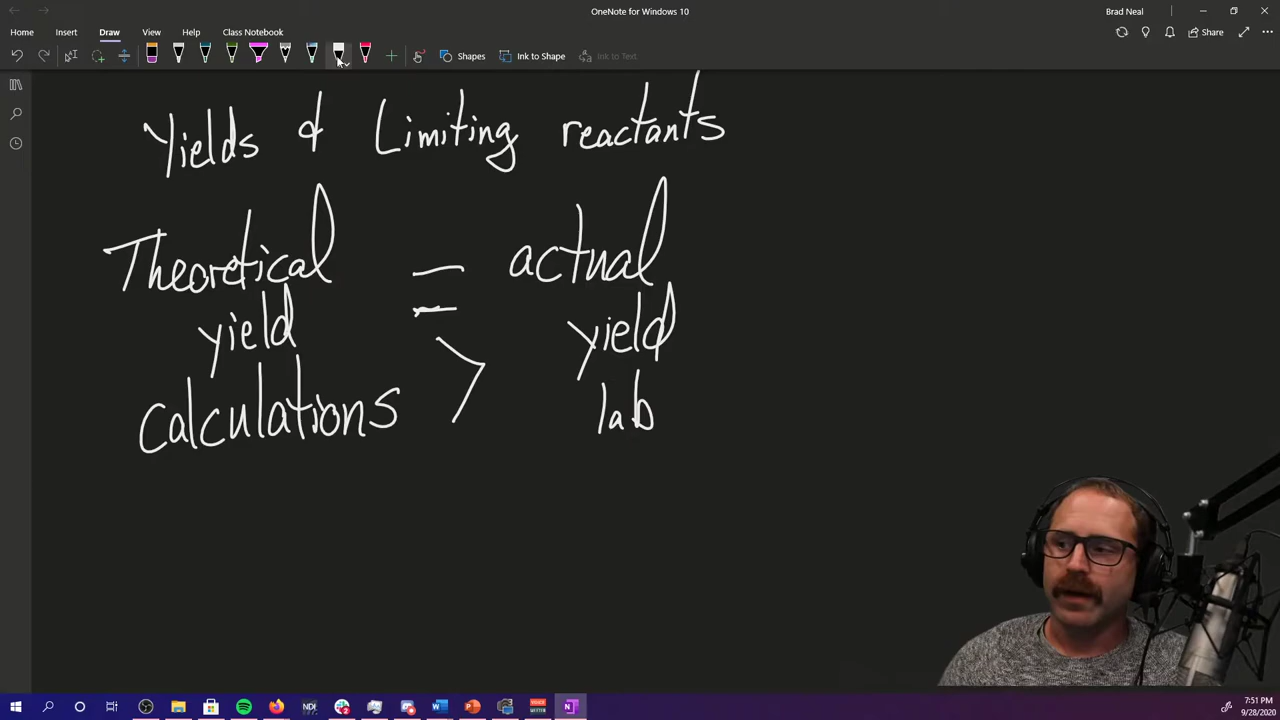 OneNote for Windows 10
Brad Neal
Home Insert Draw View Help Class Notebook
Share
Shapes Ink to Shape Ink to Text
Yields & Limiting reactants
Theoretical = actual
yield yield
calculations > lab
7:51 PM
9/28/2020